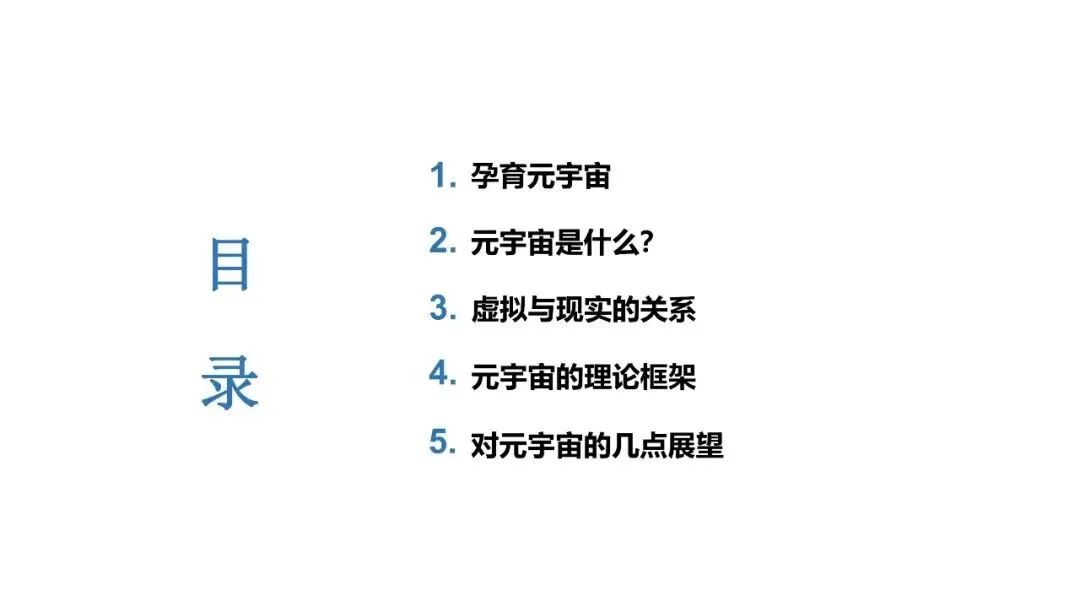 目
录
1. 孕育元宇宙
2. 元宇宙是什么?
3. 虚拟与现实的关系
4. 元宇宙的理论框架
5. 对元宇宙的几点展望